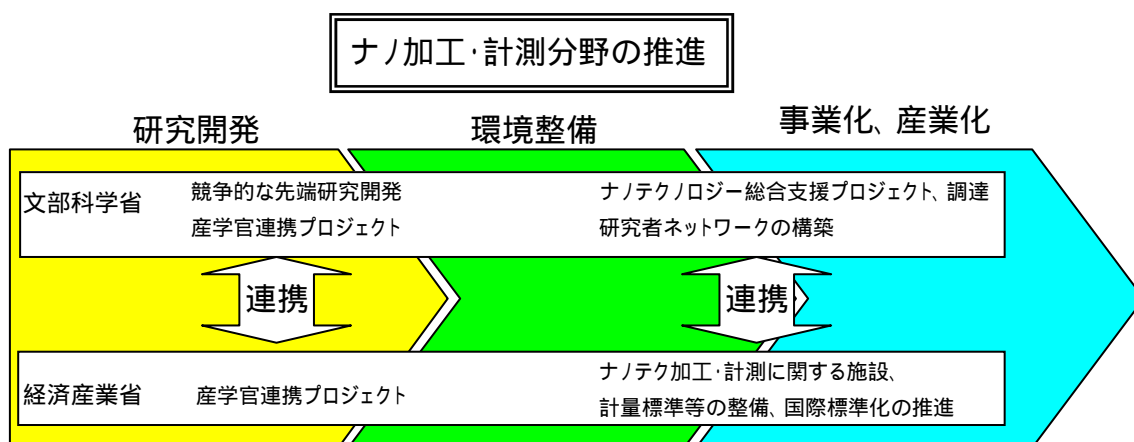 ナノ加工・計測分野の推進
研究開発
環境整備
事業化、産業化
文部科学省
競争的な先端研究開発
産学官連携プロジェクト
ナノテクノロジー総合支援プロジェクト、調達
研究者ネットワークの構築
連携
連携
経済産業省
産学官連携プロジェクト
ナノテク加工・計測に関する施設、
計量標準等の整備、国際標準化の推進